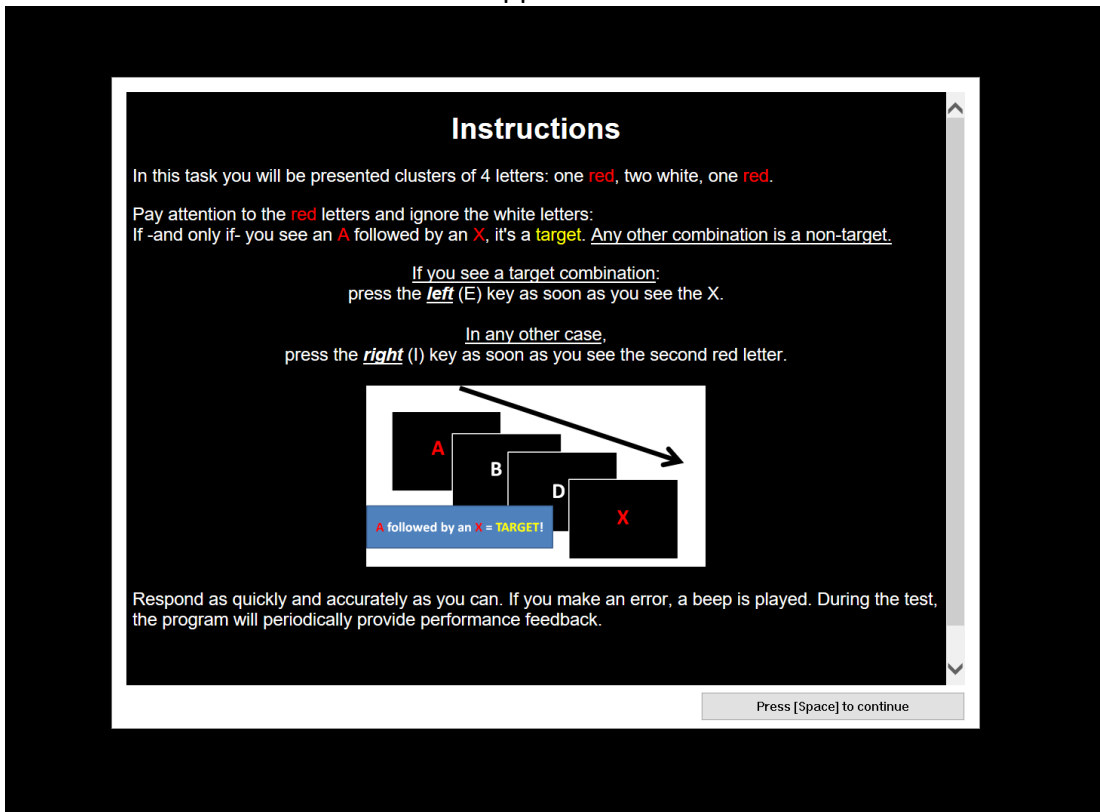 Instructions
In this task you will be presented clusters of 4 letters: one red, two white, one red.
Pay attention to the red letters and ignore the white letters:
If -and only if- you see an A followed by an X, it's a target. Any other combination is a non-target.
If you see a target combination:
press the left (E) key as soon as you see the X.
In any other case,
press the right (I) key as soon as you see the second red letter.
A
B
D
X
A followed by an X = TARGET!
Respond as quickly and accurately as you can. If you make an error, a beep is played. During the test,
the program will periodically provide performance feedback.
Press [Space] to continue